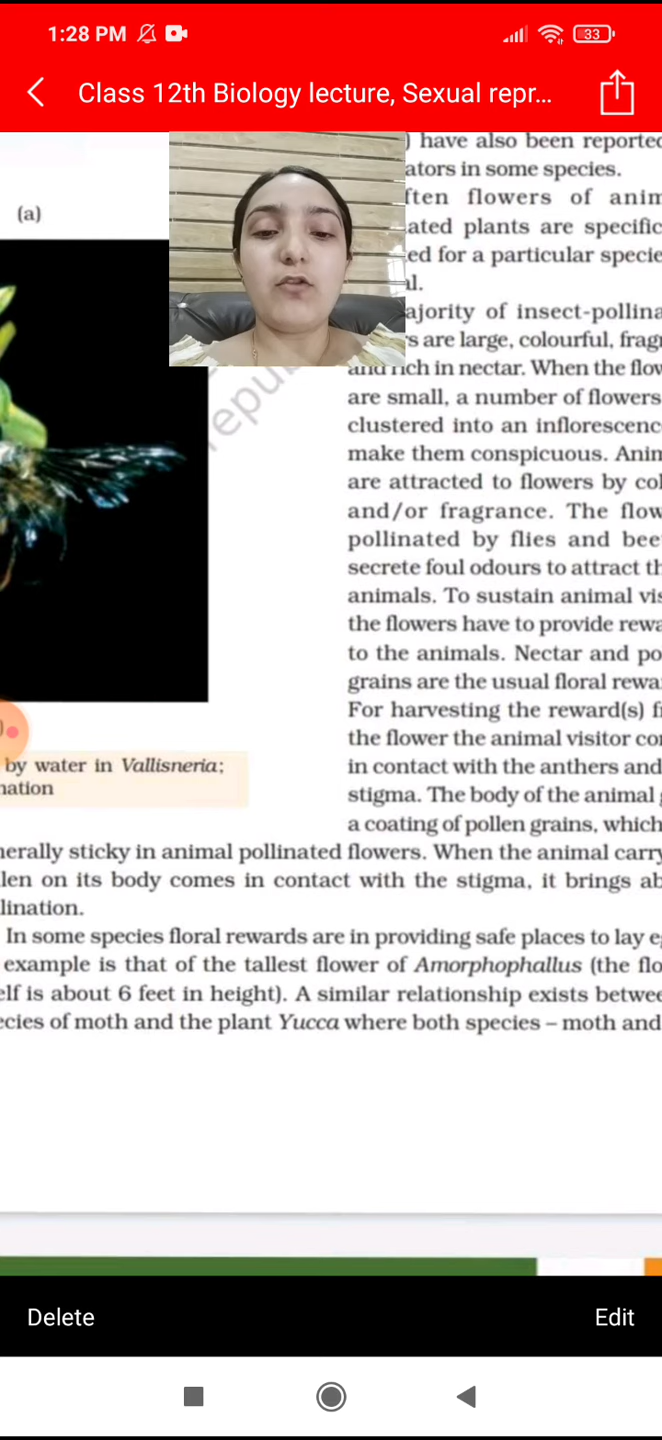 1:28 PM
33
Class 12th Biology lecture, Sexual repr...
) have also been reported
ators in some species.
(a)
ften flowers of anim
ated plants are specific
ed for a particular specie
al.
ajority of insect-pollina
s are large, colourful, fragr
and rich in nectar. When the flow
are small, a number of flowers
clustered into an inflorescenc
make them conspicuous. Anim
are attracted to flowers by col
and/or fragrance. The flow
pollinated by flies and beet
secrete foul odours to attract th
animals. To sustain animal vis
the flowers have to provide rewa
to the animals. Nectar and po
grains are the usual floral rewar
For harvesting the reward(s) fr
the flower the animal visitor cor
in contact with the anthers and
stigma. The body of the animal g
a coating of pollen grains, which
republ
by water in Vallisneria;
nation
nerally sticky in animal pollinated flowers. When the animal carry
len on its body comes in contact with the stigma, it brings ab
lination.
In some species floral rewards are in providing safe places to lay eg
example is that of the tallest flower of Amorphophallus (the flo
elf is about 6 feet in height). A similar relationship exists betwee
ecies of moth and the plant Yucca where both species – moth and
Delete
Edit